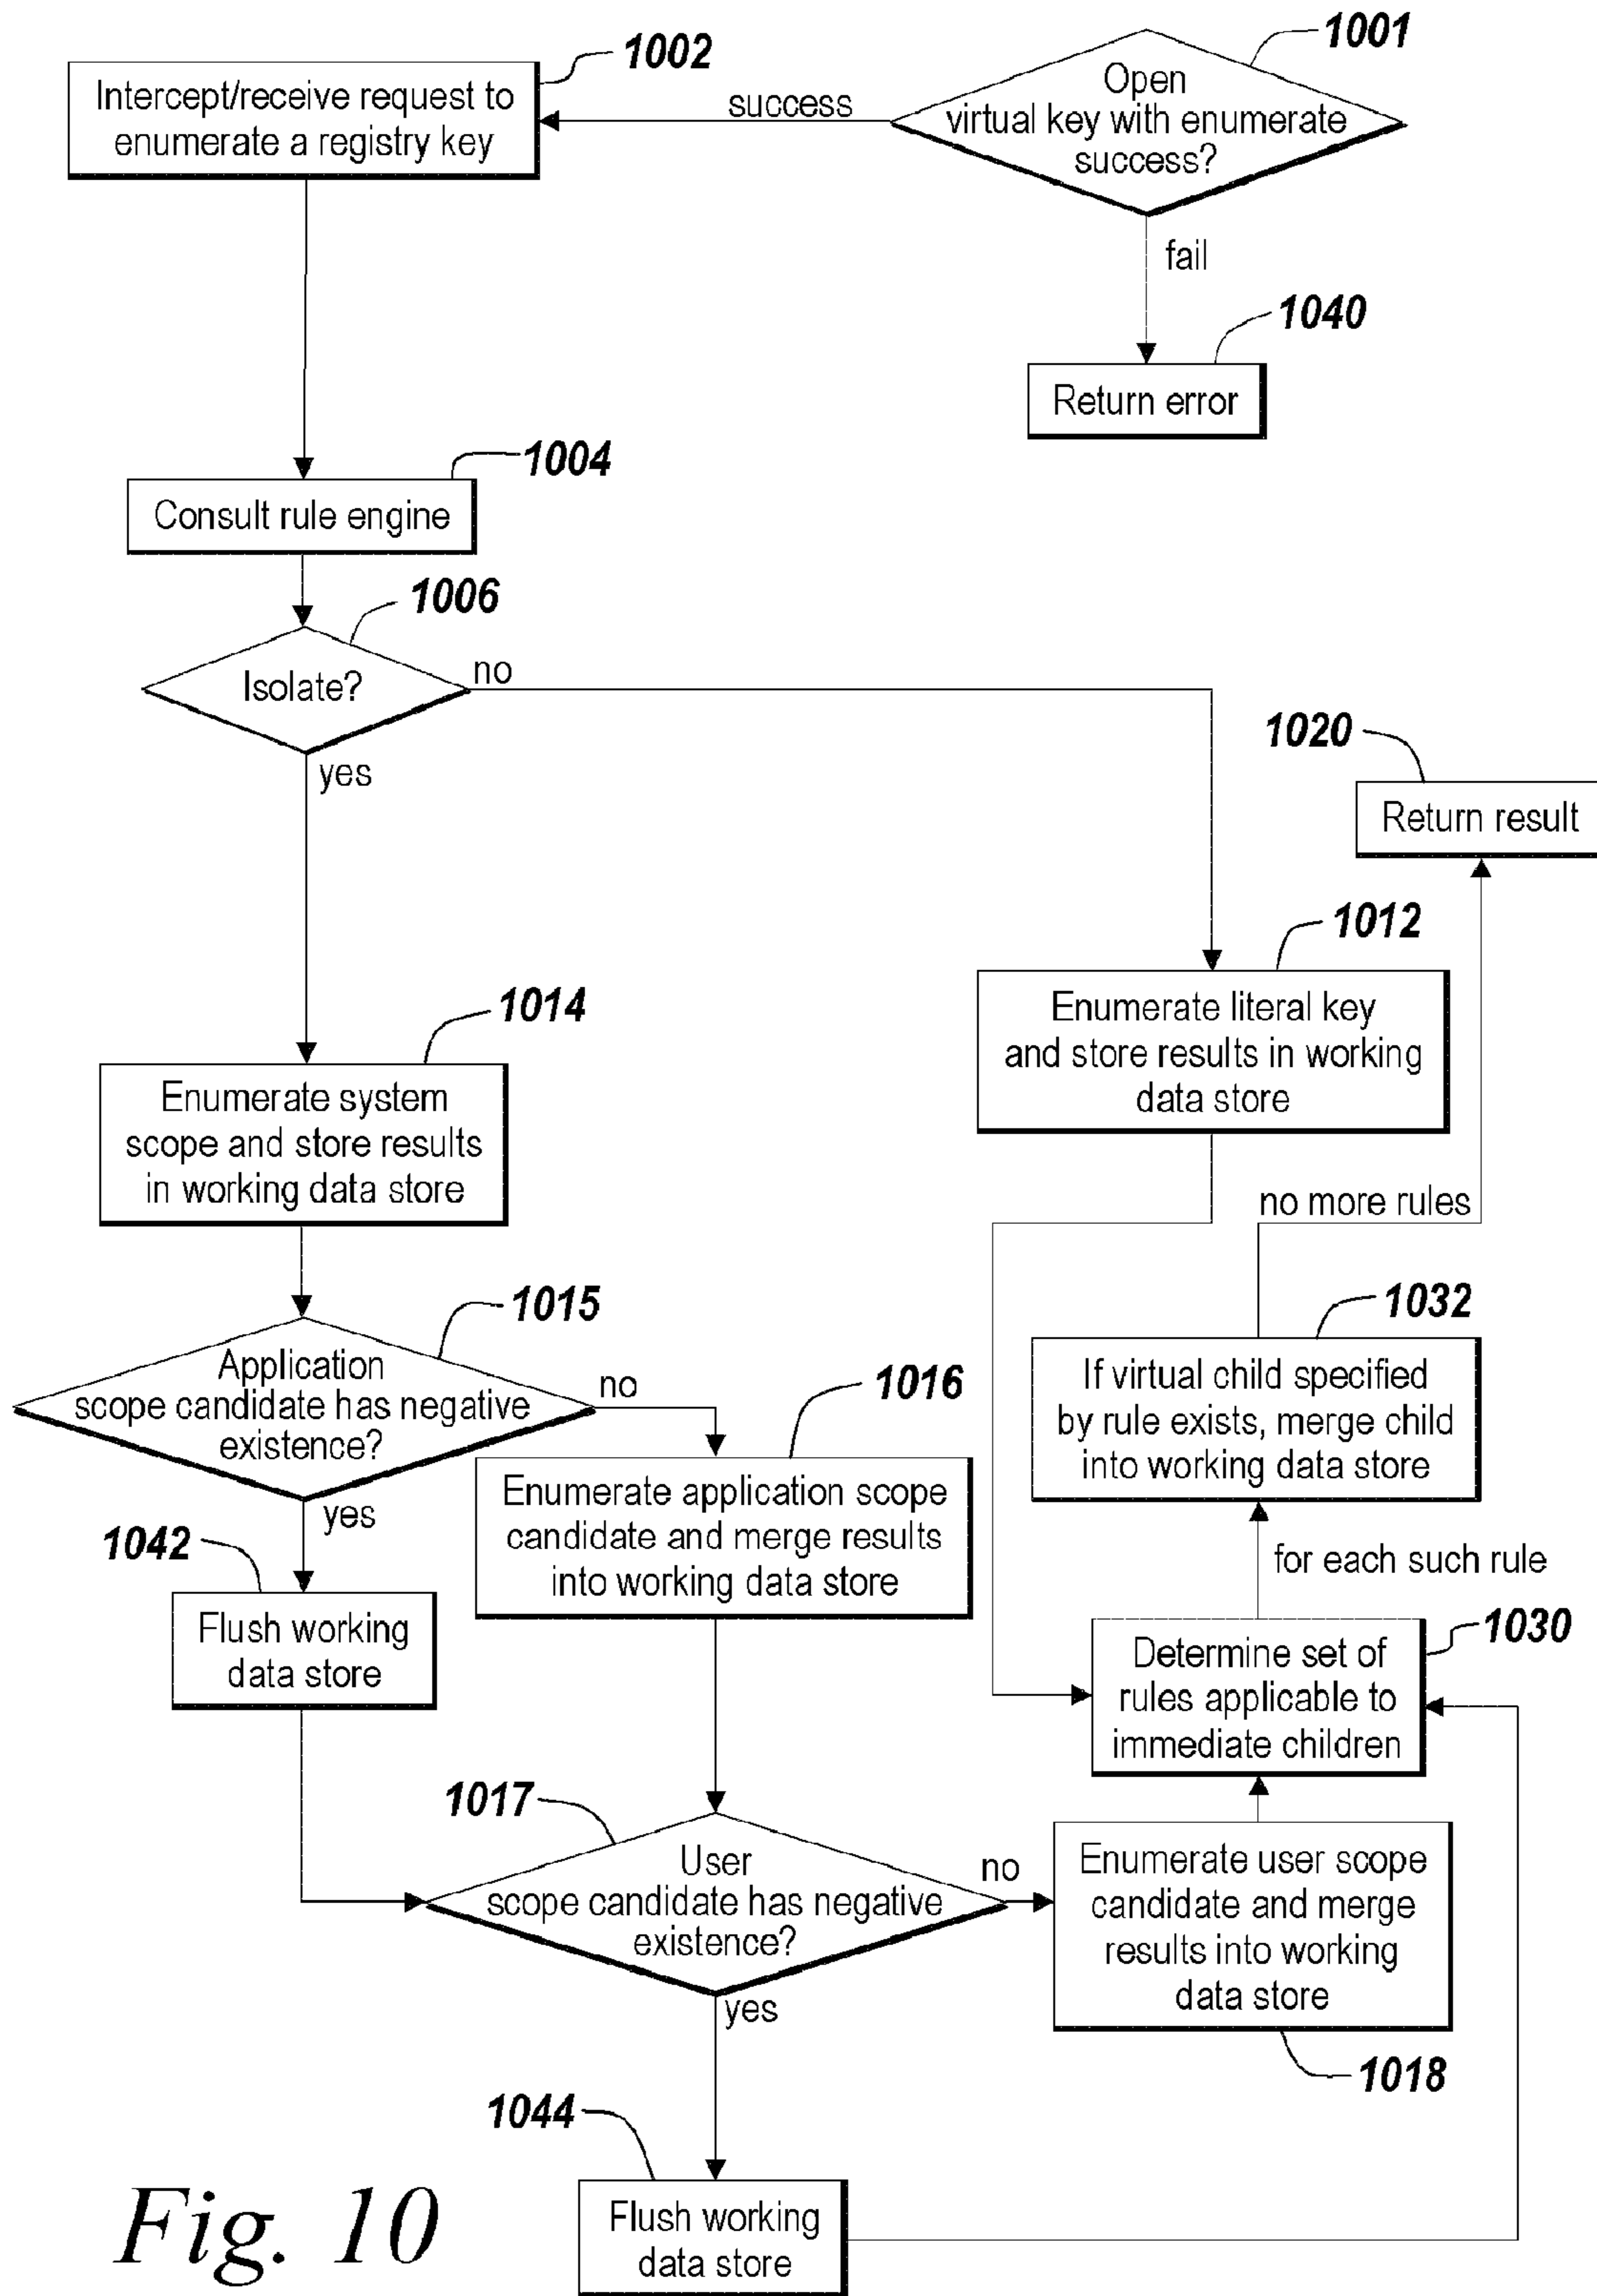 1001
Open
virtual key with enumerate
success?
success
fail
1002
Intercept/receive request to
enumerate a registry key
1040
Return error
1004
Consult rule engine
1006
Isolate?
no
yes
1020
Return result
1012
Enumerate literal key
and store results in working
data store
1014
Enumerate system
scope and store results
in working data store
no more rules
1015
Application
scope candidate has negative
existence?
no
yes
1016
Enumerate application scope
candidate and merge results
into working data store
1032
If virtual child specified
by rule exists, merge child
into working data store
for each such rule
1042
Flush working
data store
1030
Determine set of
rules applicable to
immediate children
1017
User
scope candidate has negative
existence?
no
yes
Enumerate user scope
candidate and merge
results into working
data store
1018
1044
Flush working
data store
Fig. 10